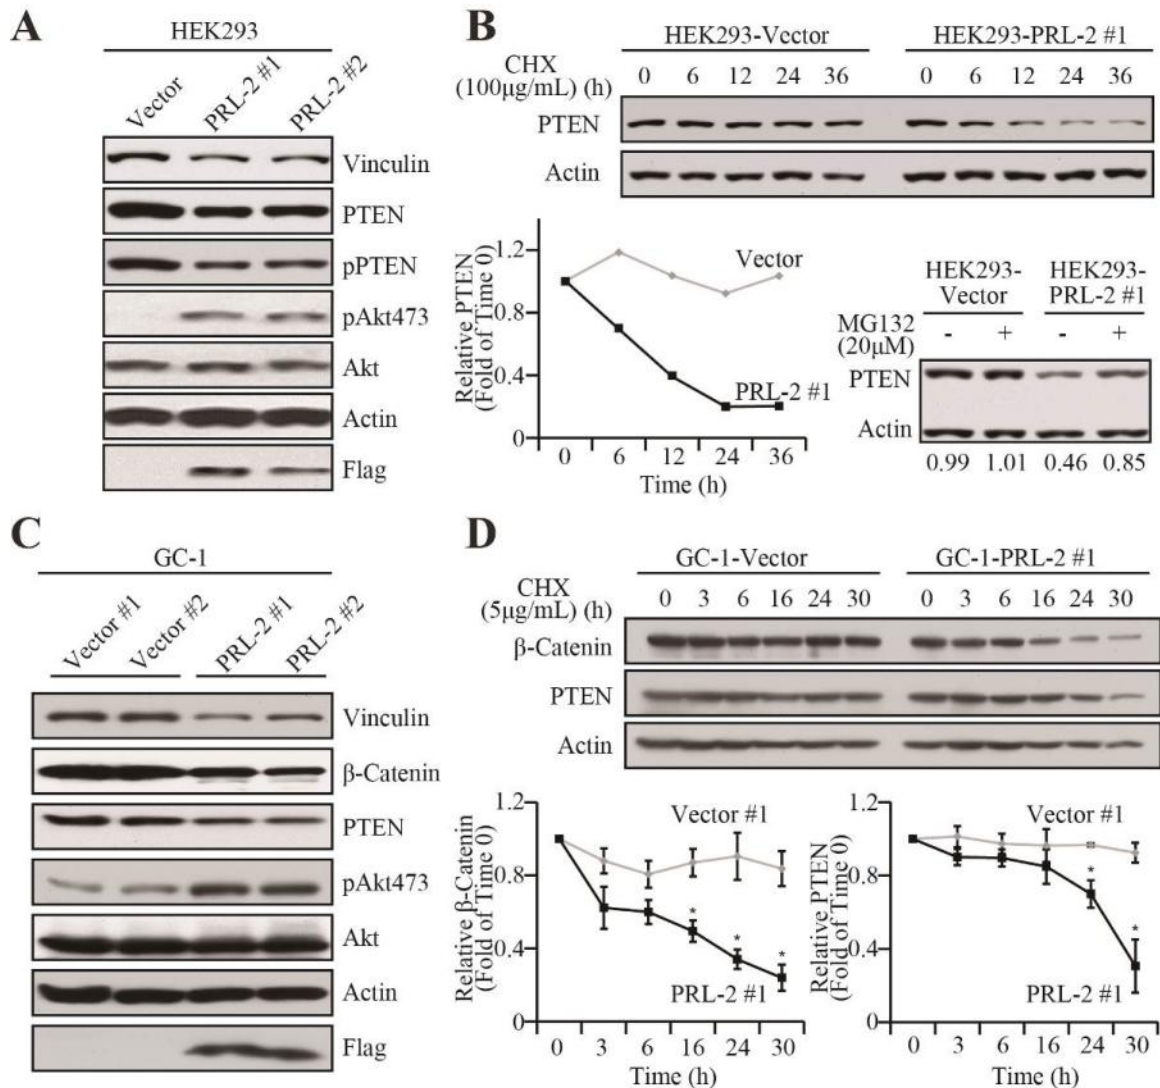 A
HEK293
Vector
PRL-2 #1
PRL-2 #2
Vinculin
PTEN
pPTEN
pAkt473
Akt
Actin
Flag
B
HEK293-Vector HEK293-PRL-2 #1
CHX
(100μg/mL) (h)
0 6 12 24 36 0 6 12 24 36
PTEN
Actin
Relative PTEN
(Fold of Time 0)
1.2
0.8
0.4
0
Vector
PRL-2 #1
0 6 12 24 36
Time (h)
HEK293-
Vector
HEK293-
PRL-2 #1
MG132
(20μM)
- + - +
PTEN
Actin
0.99 1.01 0.46 0.85
C
GC-1
Vector #1
Vector #2
PRL-2 #1
PRL-2 #2
Vinculin
β-Catenin
PTEN
pAkt473
Akt
Actin
Flag
D
GC-1-Vector GC-1-PRL-2 #1
CHX
(5μg/mL) (h)
0 3 6 16 24 30 0 3 6 16 24 30
β-Catenin
PTEN
Actin
Relative β-Catenin
(Fold of Time 0)
1.2
0.8
0.4
0
Vector #1
* * *
PRL-2 #1
0 3 6 16 24 30
Time (h)
Relative PTEN
(Fold of Time 0)
1.2
0.8
0.4
0
Vector #1
* *
PRL-2 #1
0 3 6 16 24 30
Time (h)